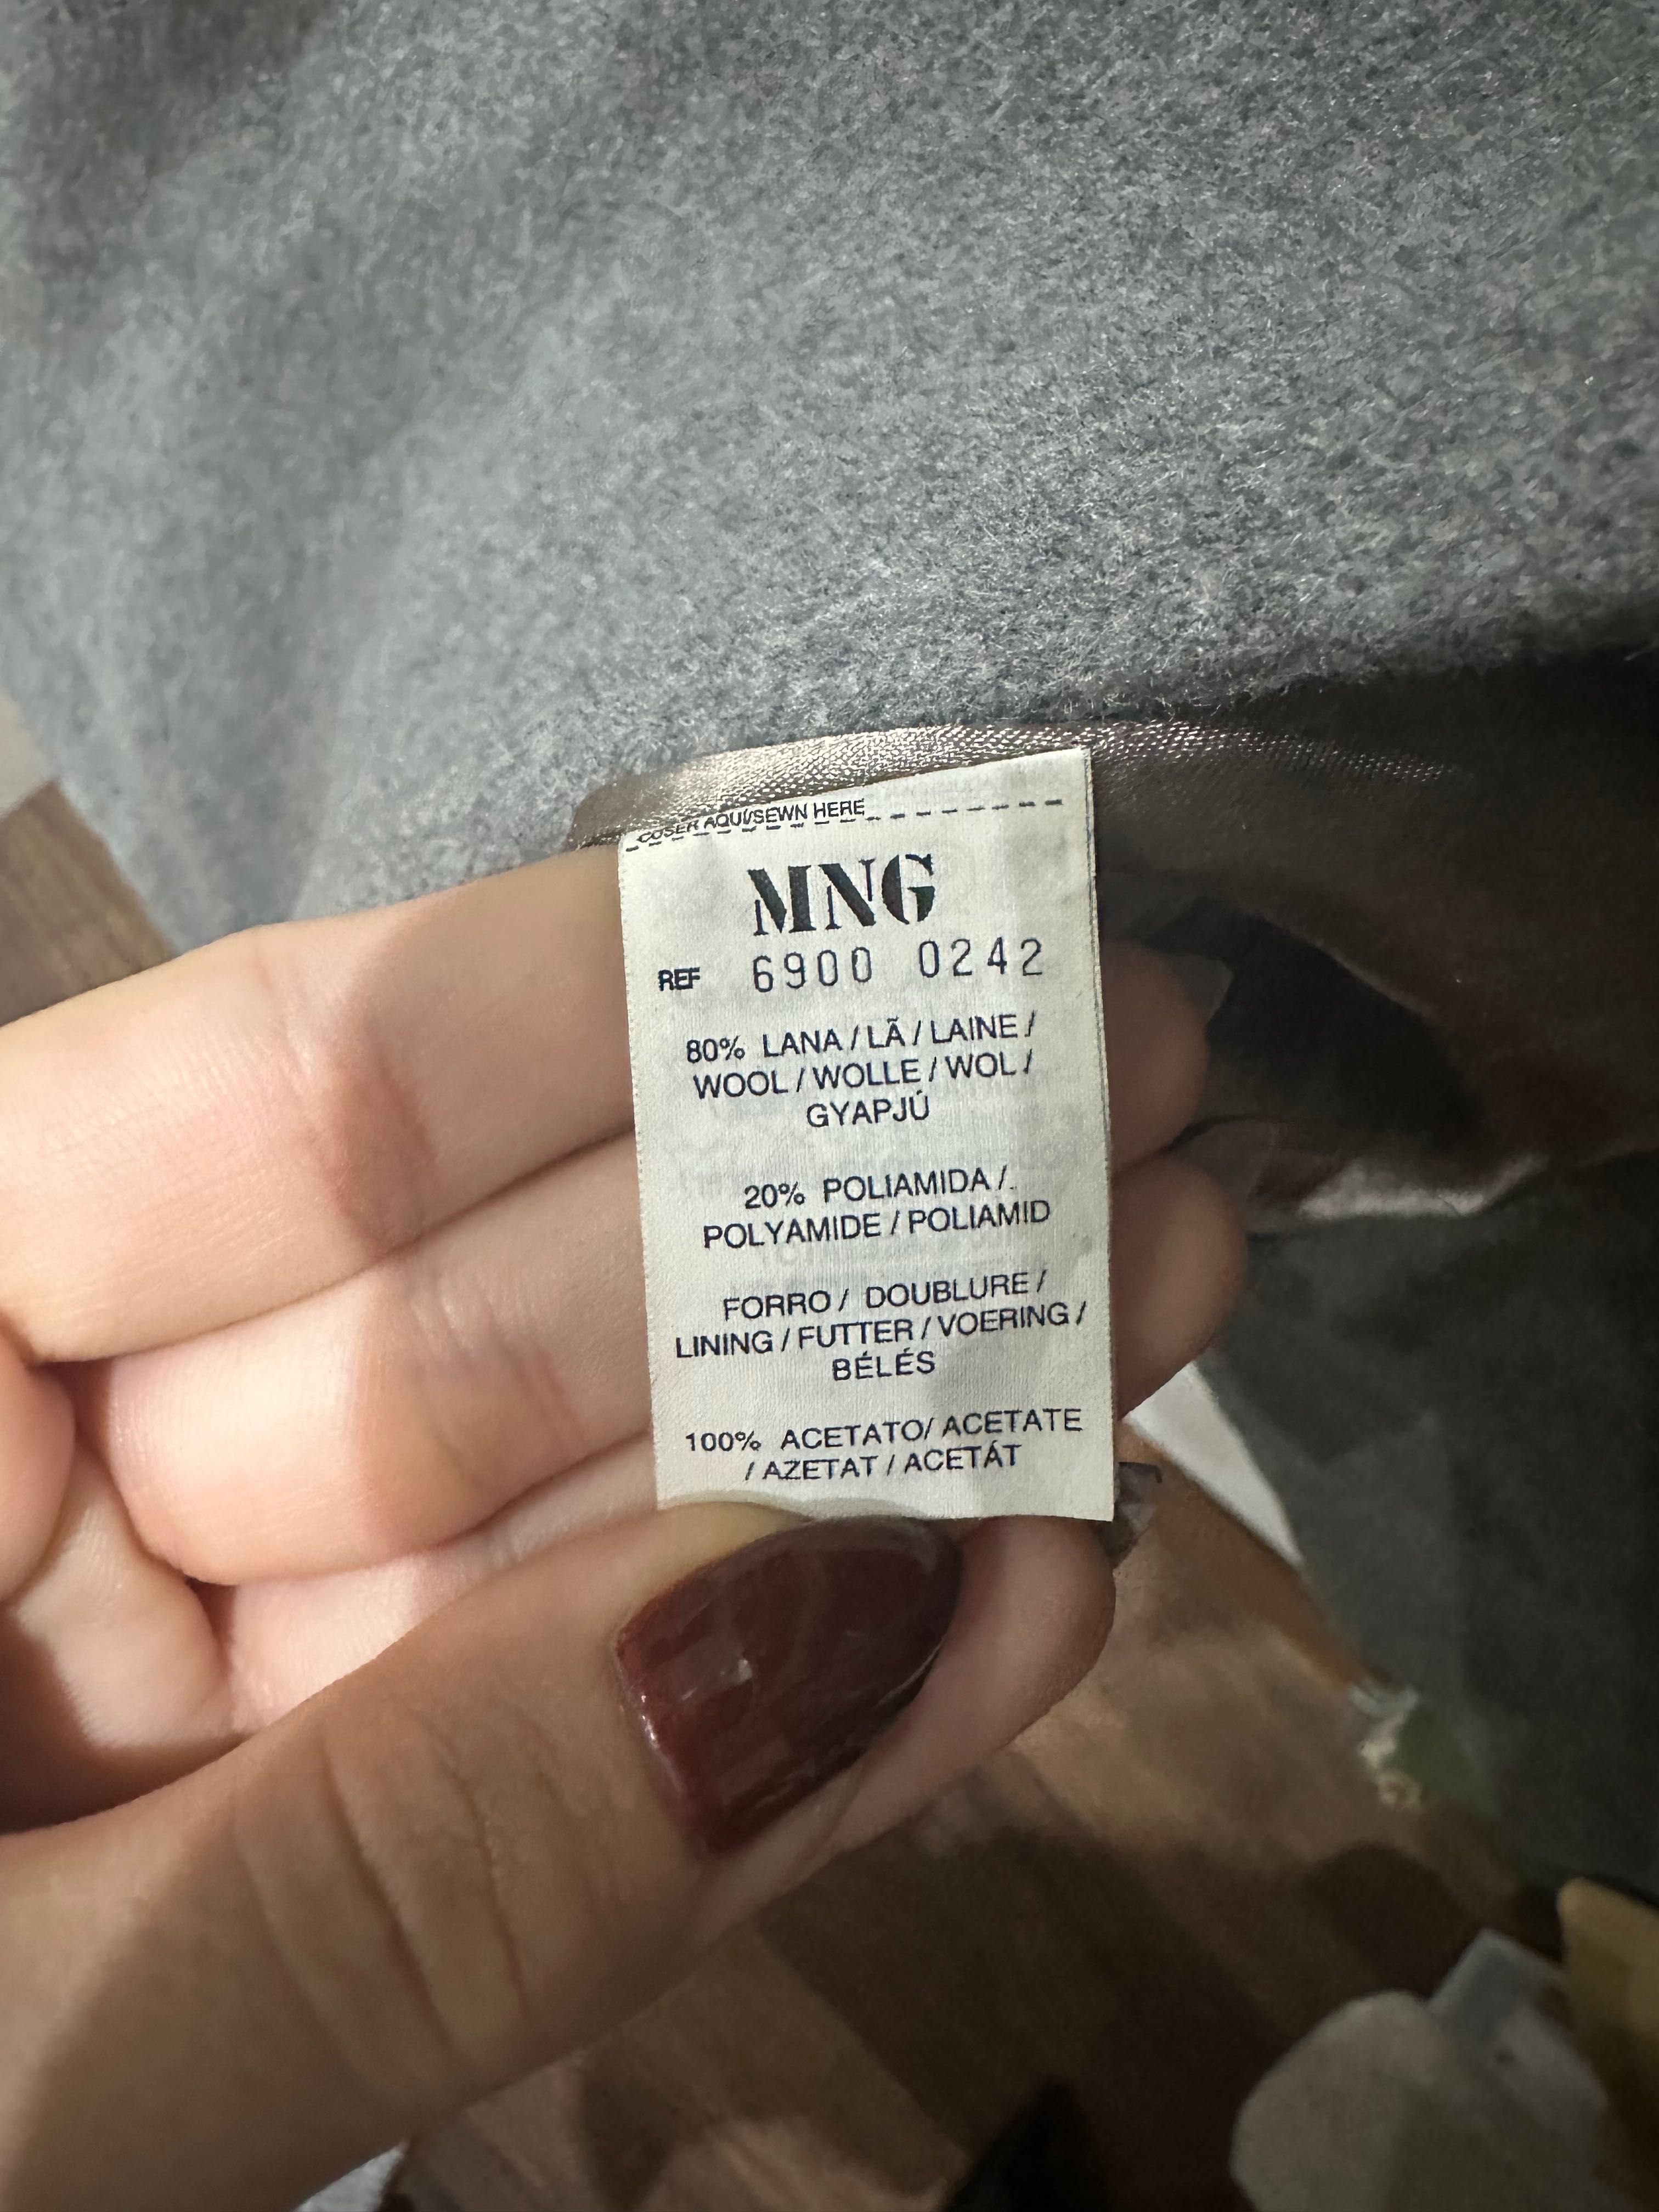 COSER AQUI/SEWN HERE
MNG
REF 6900 0242
80% LANA / LÃ / LAINE /
WOOL / WOLLE / WOL /
GYAPJÚ
20% POLIAMIDA /
POLYAMIDE / POLIAMID
FORRO / DOUBLURE /
LINING / FUTTER / VOERING /
BÉLÉS
100% ACETATO/ ACETATE
/ AZETAT / ACETÁT